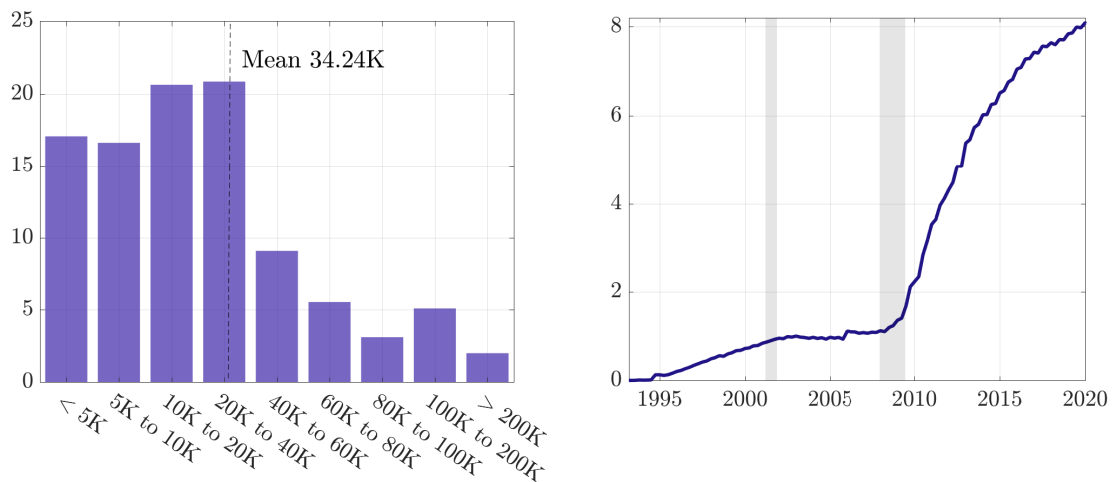 25
20
15
10
5
0
Mean 34.24K
< 5K
5K to 10K
10K to 20K
20K to 40K
40K to 60K
60K to 80K
80K to 100K
100K to 200K
> 200K
8
6
4
2
0
1995
2000
2005
2010
2015
2020